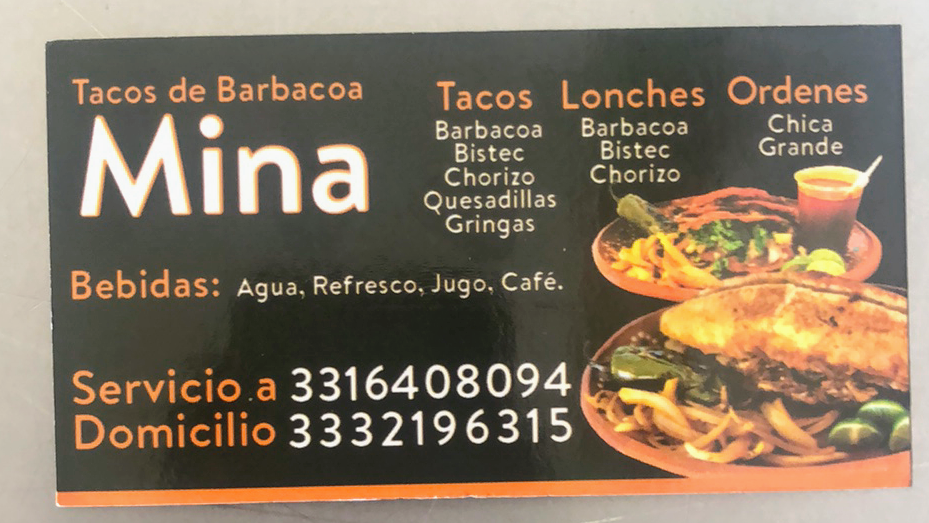 Tacos de Barbacoa
Mina
Tacos
Barbacoa
Bistec
Chorizo
Quesadillas
Gringas
Lonches
Barbacoa
Bistec
Chorizo
Ordenes
Chica
Grande
Bebidas: Agua, Refresco, Jugo, Café.
Servicio a 3316408094
Domicilio 3332196315